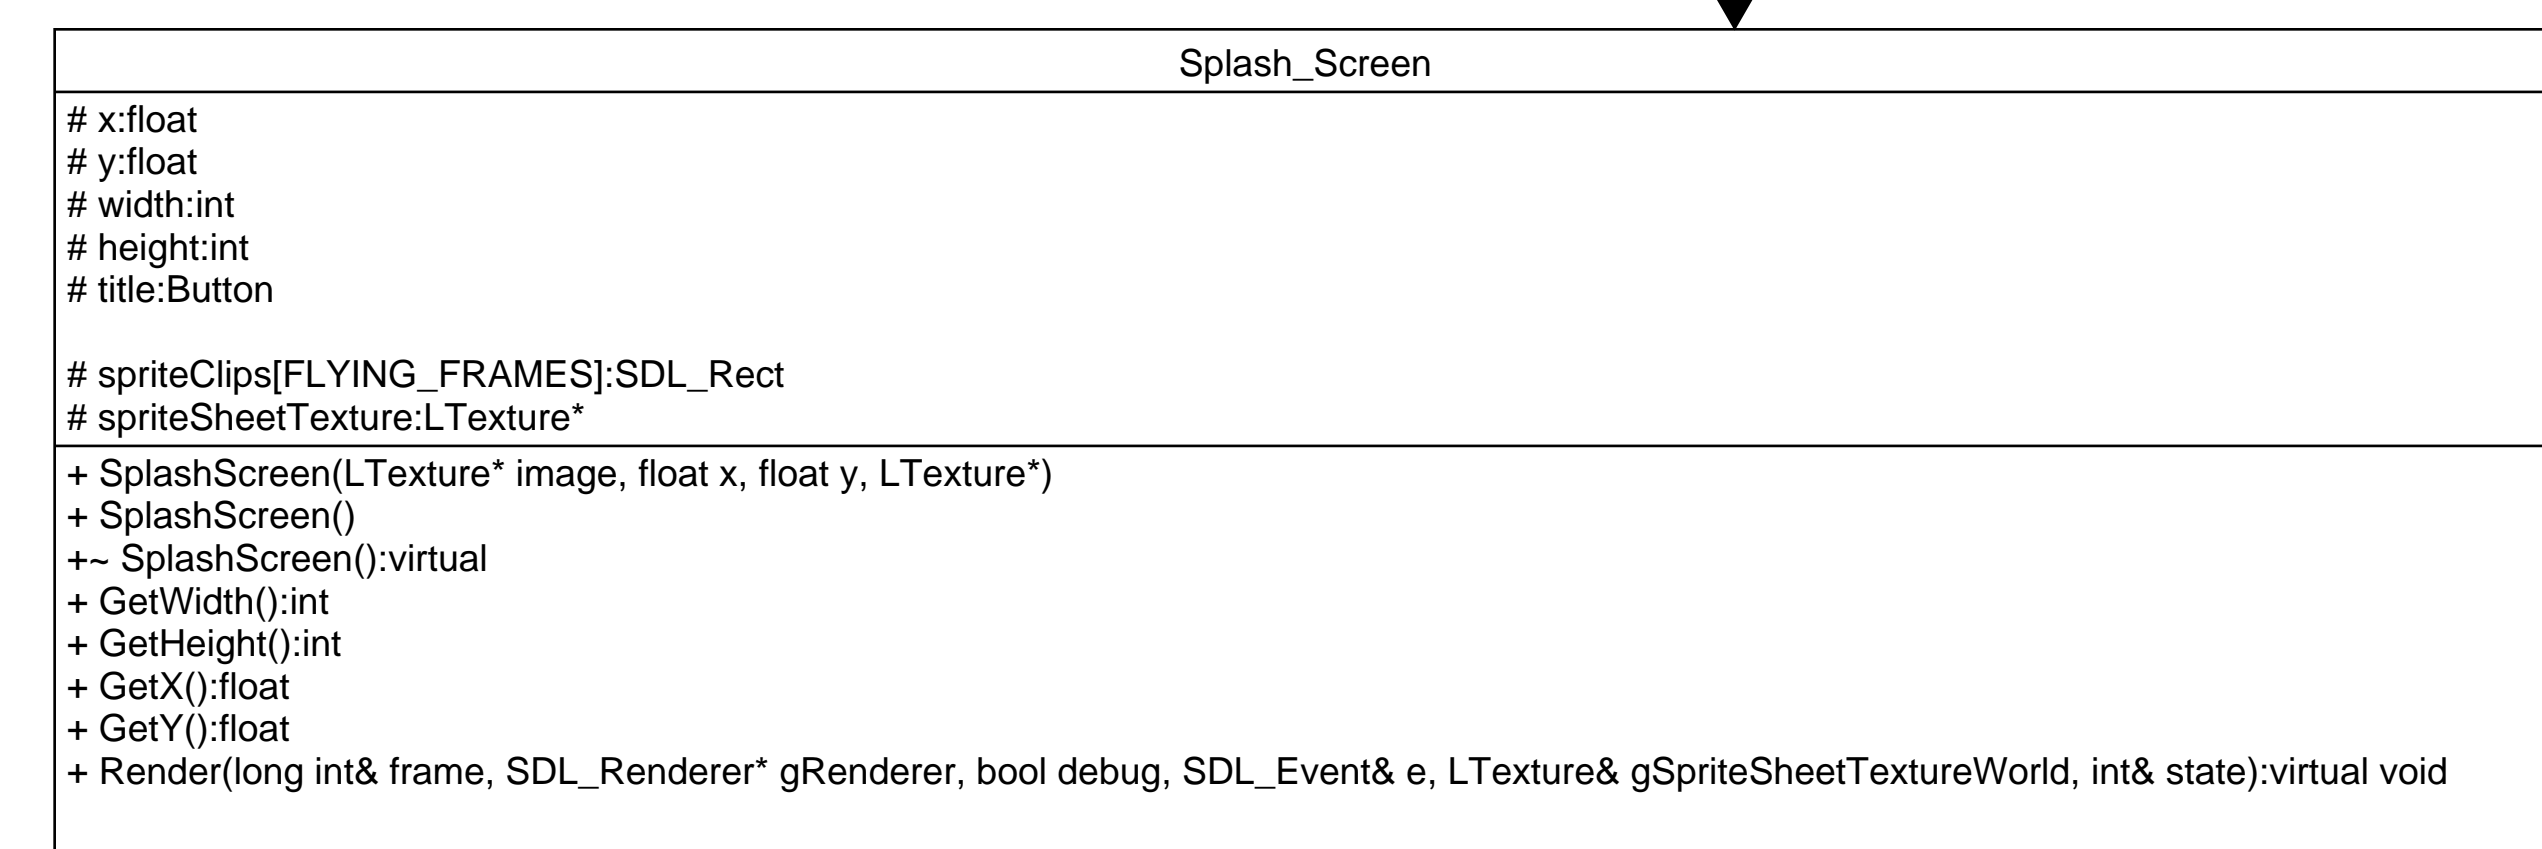 Splash_Screen
# x:float
# y:float
# width:int
# height:int
# title:Button
# spriteClips[FLYING_FRAMES]:SDL_Rect
# spriteSheetTexture:LTexture*
+ SplashScreen(LTexture* image, float x, float y, LTexture*)
+ SplashScreen()
+~ SplashScreen():virtual
+ GetWidth():int
+ GetHeight():int
+ GetX():float
+ GetY():float
+ Render(long int& frame, SDL_Renderer* gRenderer, bool debug, SDL_Event& e, LTexture& gSpriteSheetTextureWorld, int& state):virtual void